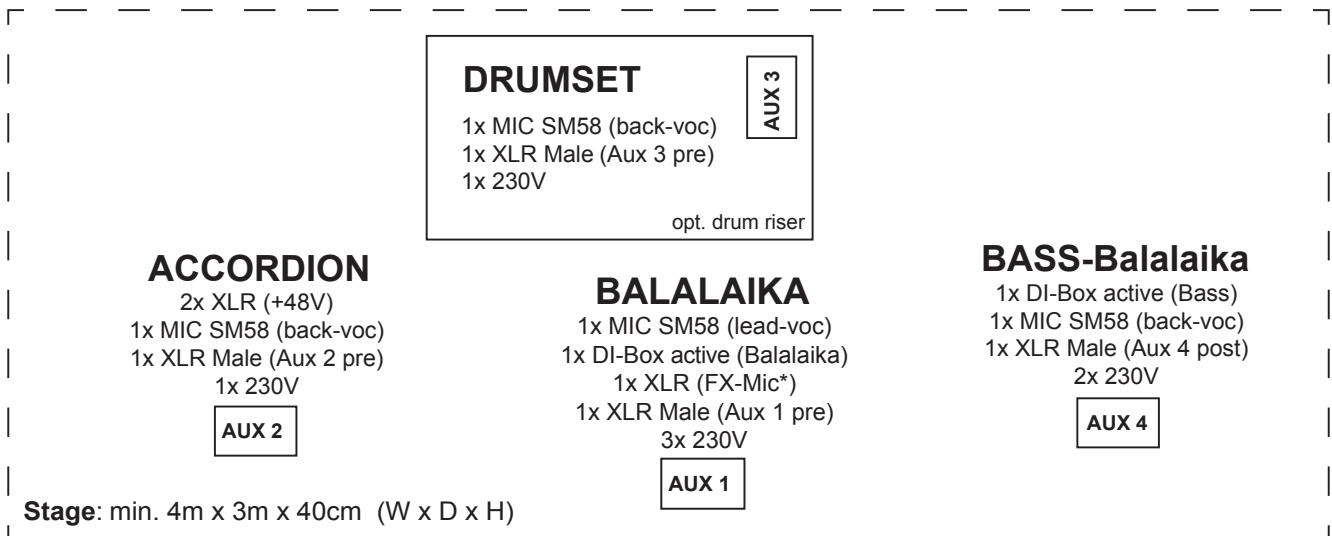 DRUMSET
1x MIC SM58 (back-voc)
1x XLR Male (Aux 3 pre)
1x 230V
opt. drum riser
AUX 3
ACCORDION
2x XLR (+48V)
1x MIC SM58 (back-voc)
1x XLR Male (Aux 2 pre)
1x 230V
AUX 2
BALALAIKA
1x MIC SM58 (lead-voc)
1x DI-Box active (Balalaika)
1x XLR (FX-Mic*)
1x XLR Male (Aux 1 pre)
3x 230V
AUX 1
BASS-Balalaika
1x DI-Box active (Bass)
1x MIC SM58 (back-voc)
1x XLR Male (Aux 4 post)
2x 230V
AUX 4
Stage: min. 4m x 3m x 40cm (W x D x H)